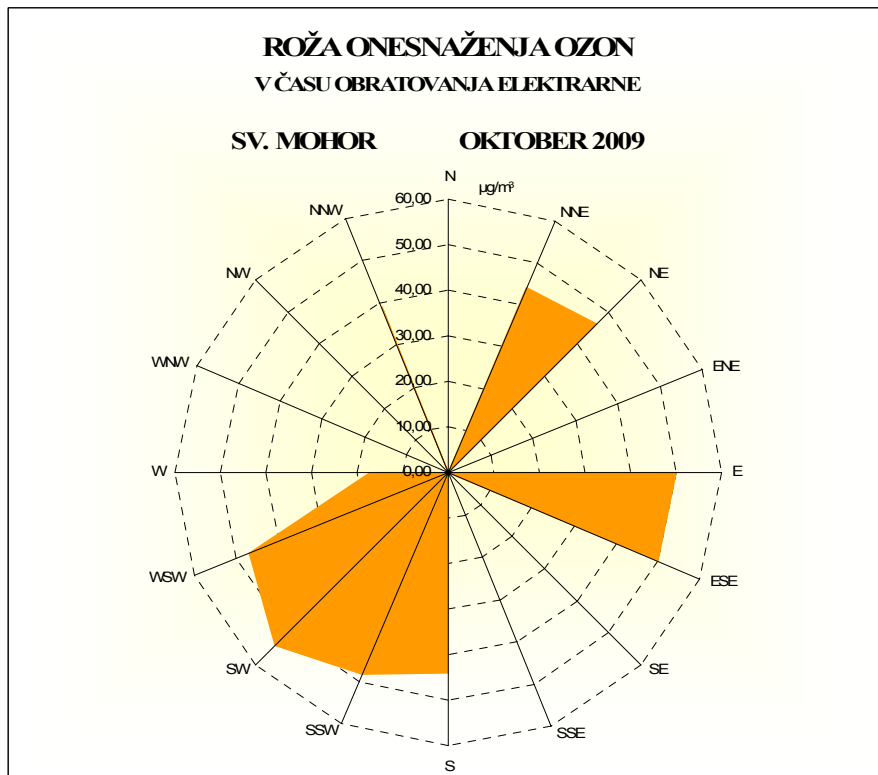 ROŽA ONESNAŽENJA OZON
V ČASU OBRATOVANJA ELEKTRARNE
SV. MOHOR OKTOBER 2009
N
µg/m³
60,00
NNW
NNE
50,00
NW
NE
40,00
30,00
WNW
ENE
20,00
10,00
W
0,00
E
WSW
ESE
SW
SE
SSW
SSE
S